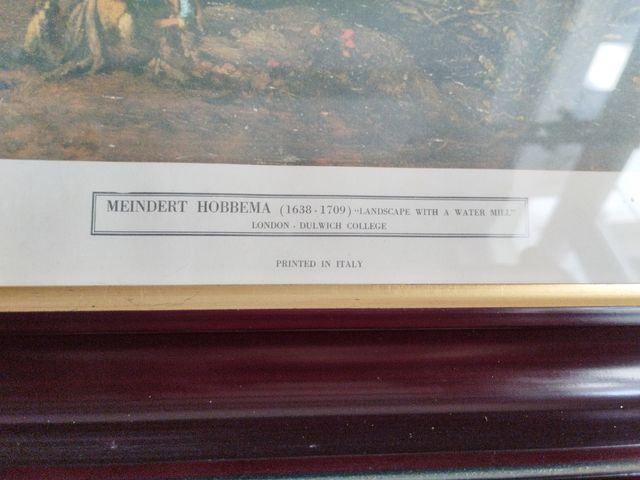 MEINDERT HOBBEMA (1638 - 1709) "LANDSCAPE WITH A WATER MILL"
LONDON - DULWICH COLLEGE
PRINTED IN ITALY